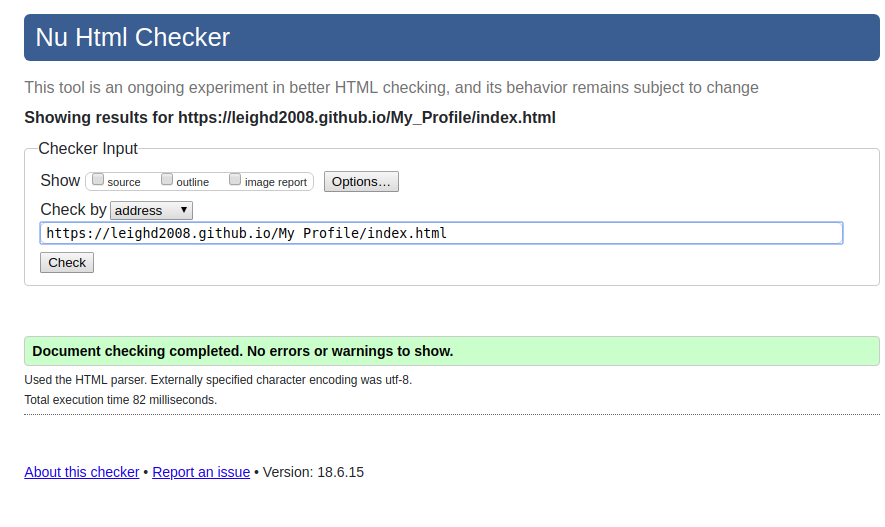 Nu Html Checker
This tool is an ongoing experiment in better HTML checking, and its behavior remains subject to change
Showing results for https://leighd2008.github.io/My_Profile/index.html
Checker Input
Show source outline image report Options…
Check by address
https://leighd2008.github.io/My Profile/index.html
Check
Document checking completed. No errors or warnings to show.
Used the HTML parser. Externally specified character encoding was utf-8.
Total execution time 82 milliseconds.
About this checker • Report an issue • Version: 18.6.15